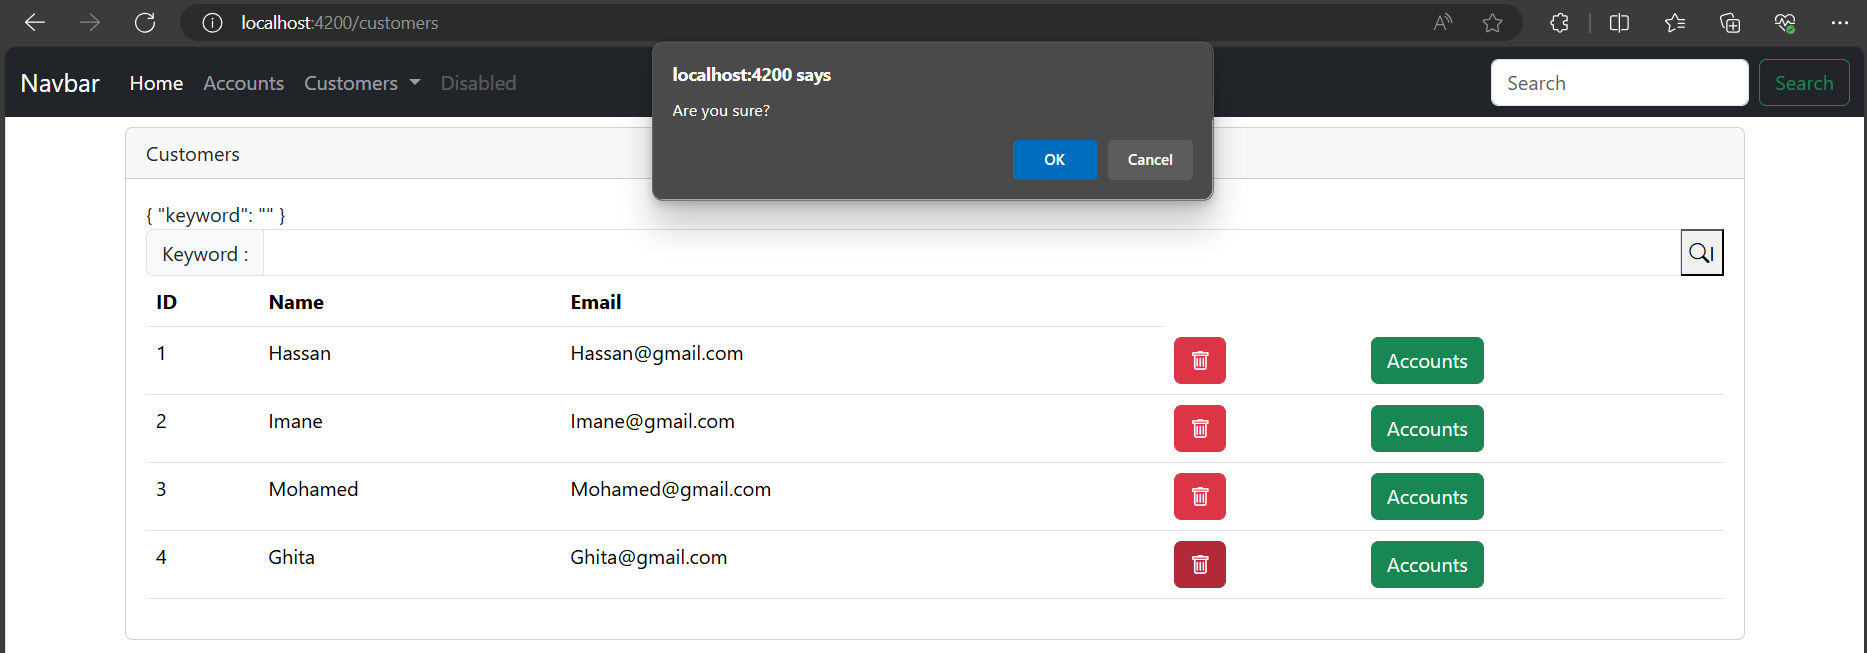 localhost:4200/customers
Navbar Home Accounts Customers Disabled Search Search
localhost:4200 says
Are you sure?
OK Cancel
Customers
{ "keyword": "" }
Keyword :
ID Name Email
1 Hassan Hassan@gmail.com Accounts
2 Imane Imane@gmail.com Accounts
3 Mohamed Mohamed@gmail.com Accounts
4 Ghita Ghita@gmail.com Accounts